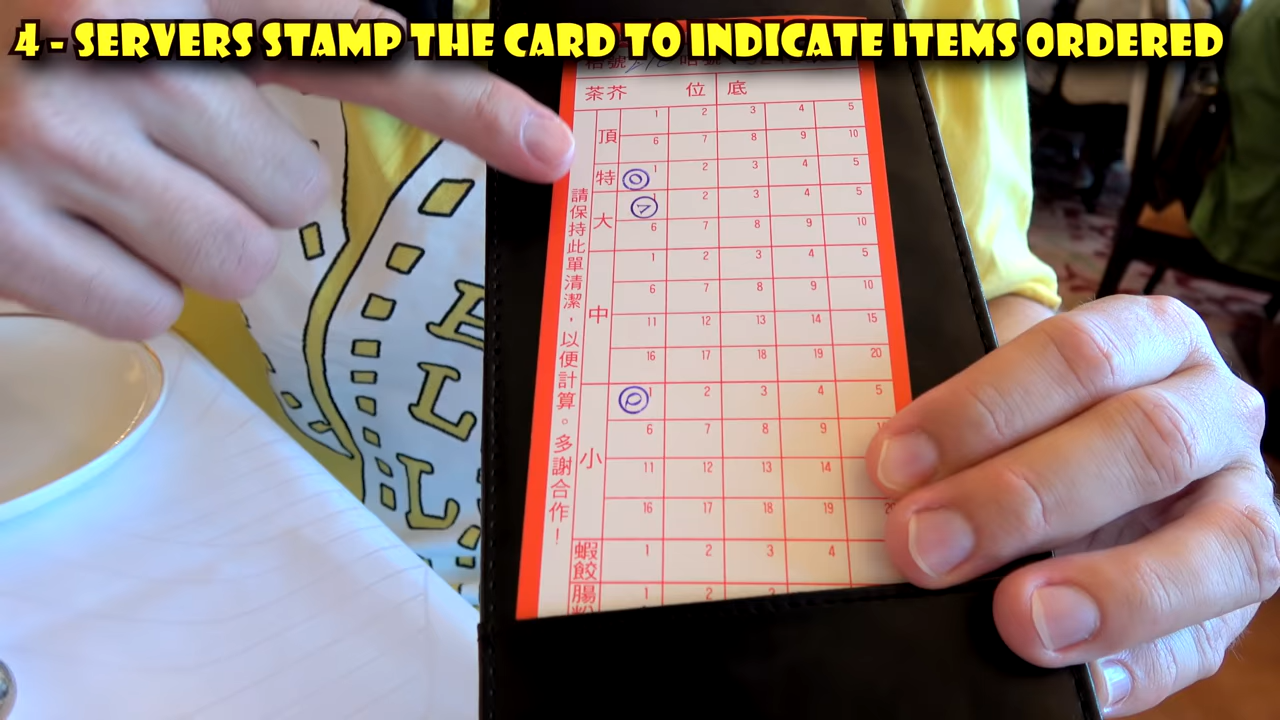 4 - SERVERS STAMP THE CARD TO INDICATE ITEMS ORDERED
茶芥 位 底
頂 1 2 3 4 5
6 7 8 9 10
特 1 2 3 4 5
大 1 2 3 4 5
6 7 8 9 10
中 1 2 3 4 5
6 7 8 9 10
11 12 13 14 15
16 17 18 19 20
小 1 2 3 4 5
6 7 8 9
11 12 13 14
16 17 18 19
蝦餃 1 2 3 4
腸粉 1 2 3
請保持此單清潔，以便計算。多謝合作！
E
L
L